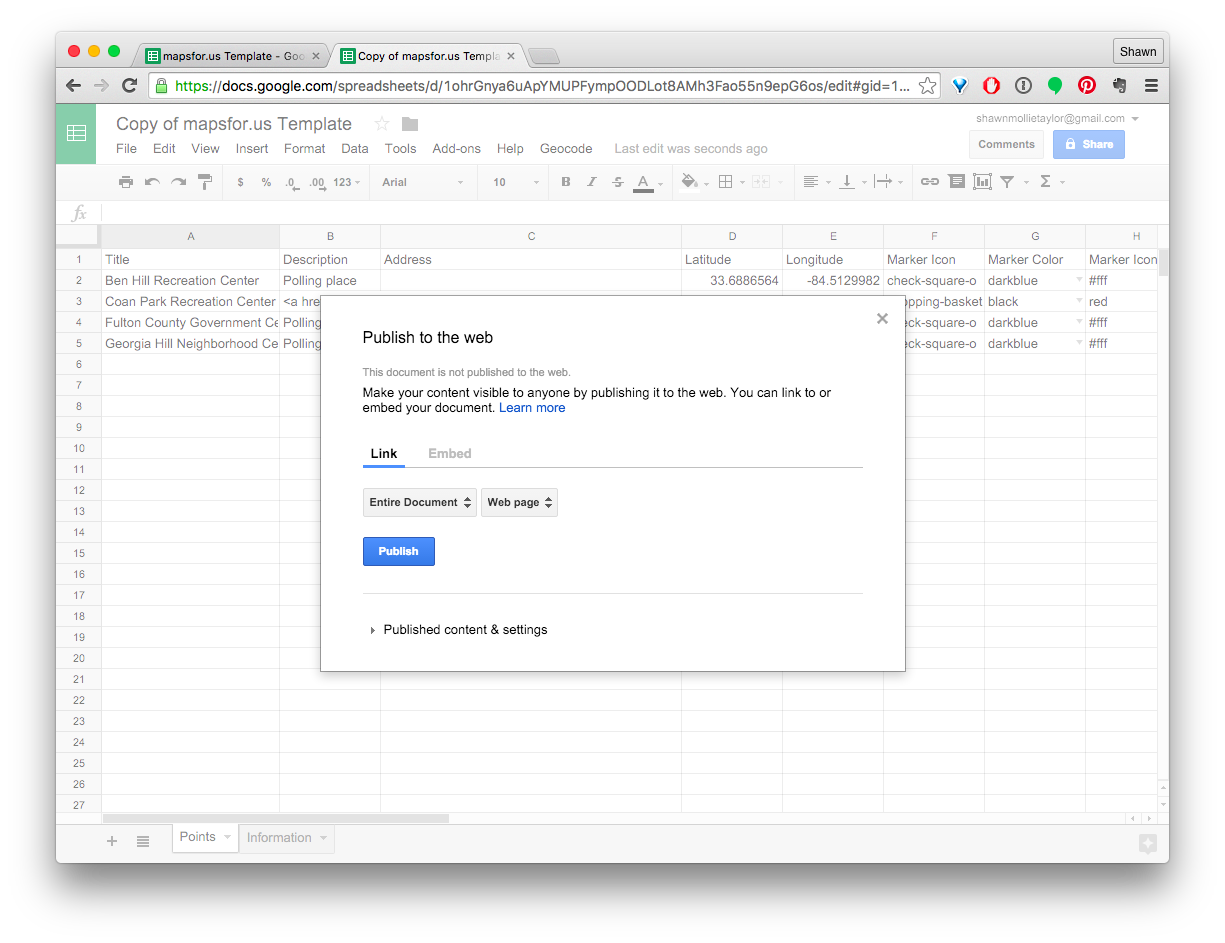 mapsfor.us Template - Goo
Copy of mapsfor.us Templa
Shawn
https://docs.google.com/spreadsheets/d/1ohrGnya6uApYMUPFympOODLot8AMh3Fao55n9epG6os/edit#gid=1...
Copy of mapsfor.us Template
shawnmollietaylor@gmail.com
File Edit View Insert Format Data Tools Add-ons Help Geocode Last edit was seconds ago
Comments Share
$ % .0 .00 123 Arial 10 B I S A
fx
A B C D E F G H
1 Title Description Address Latitude Longitude Marker Icon Marker Color Marker Icon
2 Ben Hill Recreation Center Polling place 33.6886564 -84.5129982 check-square-o darkblue #fff
3 Coan Park Recreation Center <a hre opping-basket black red
4 Fulton County Government Ce Polling eck-square-o darkblue #fff
5 Georgia Hill Neighborhood Ce Polling eck-square-o darkblue #fff
6
7
8
9
10
11
12
13
14
15
16
17
18
19
20
21
22
23
24
25
26
27
Publish to the web
This document is not published to the web.
Make your content visible to anyone by publishing it to the web. You can link to or
embed your document. Learn more
Link Embed
Entire Document Web page
Publish
Published content & settings
Points Information